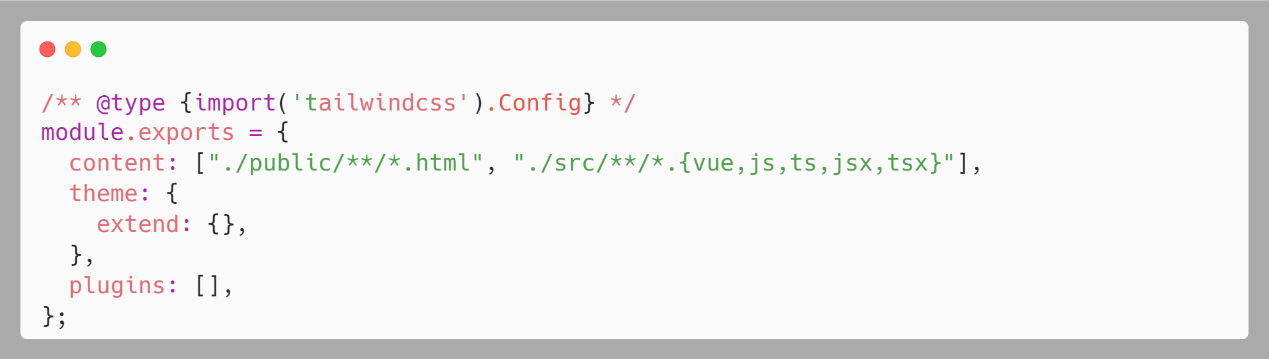 /** @type {import('tailwindcss').Config} */
module.exports = {
  content: ["./public/**/*.html", "./src/**/*.{vue,js,ts,jsx,tsx}"],
  theme: {
    extend: {},
  },
  plugins: [],
};